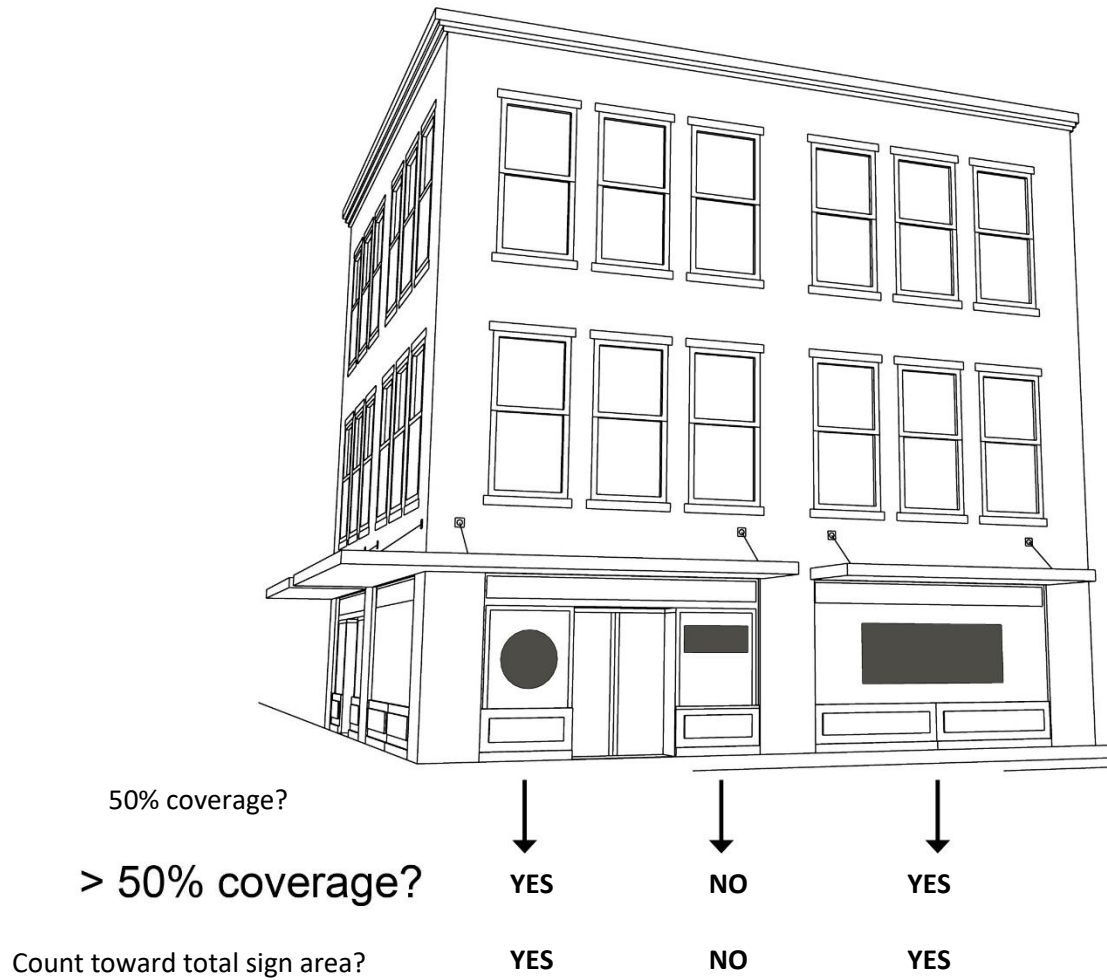 50% coverage?
> 50% coverage? YES NO YES
Count toward total sign area? YES NO YES